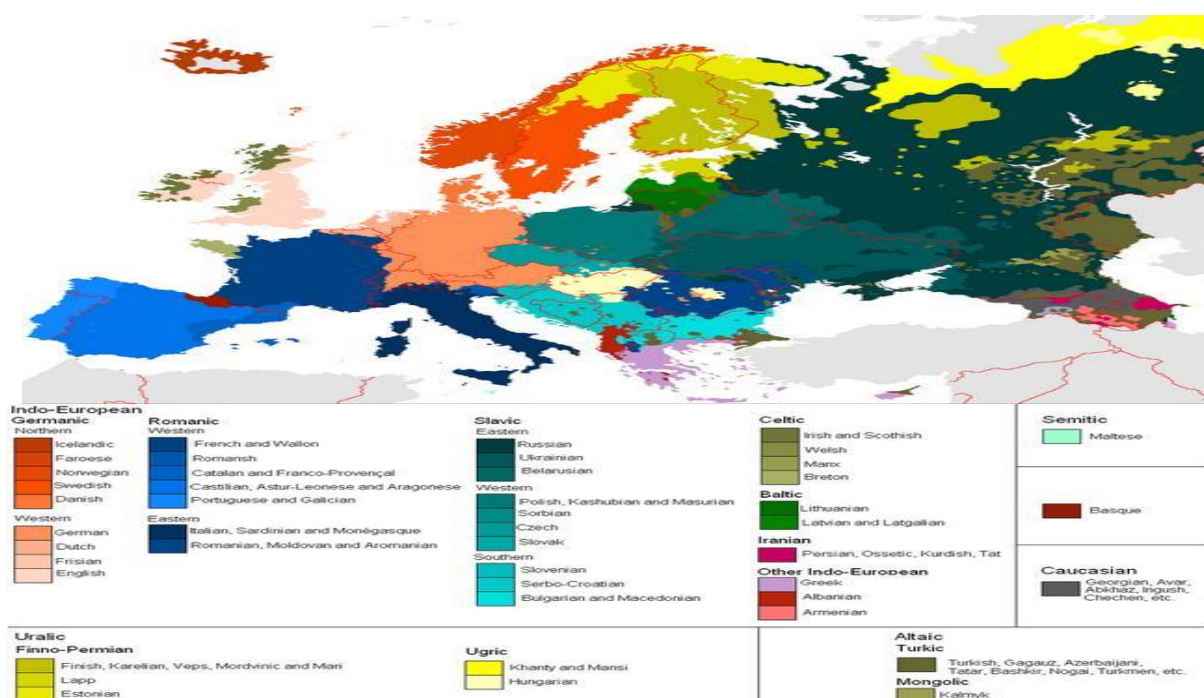 Indo-European
Germanic
Northern
Icelandic
Faroese
Norwegian
Swedish
Danish
Western
German
Dutch
Frisian
English
Romanic
Western
French and Wallon
Romansh
Catalan and Franco-Provençal
Castilian, Astur-Leonese and Aragonese
Portuguese and Galician
Eastern
Italian, Sardinian and Monégasque
Romanian, Moldovan and Aromanian
Slavic
Eastern
Russian
Ukrainian
Belarusian
Western
Polish, Kashubian and Masurian
Sorbian
Czech
Slovak
Southern
Slovenian
Serbo-Croatian
Bulgarian and Macedonian
Celtic
Irish and Scothish
Welsh
Manx
Breton
Baltic
Lithuanian
Latvian and Latgalian
Iranian
Persian, Ossetic, Kurdish, Tat
Other Indo-European
Greek
Albanian
Armenian
Semitic
Maltese
Basque
Caucasian
Georgian, Avar,
Abkhaz, Ingush,
Chechen, etc.
Uralic
Finno-Permian
Finish, Karelian, Veps, Mordvinic and Mari
Lapp
Estonian
Ugric
Khanty and Mansi
Hungarian
Altaic
Turkic
Turkish, Gagauz, Azerbaijani,
Tatar, Bashkir, Nogai, Turkmen, etc.
Mongolic
Kalmyk